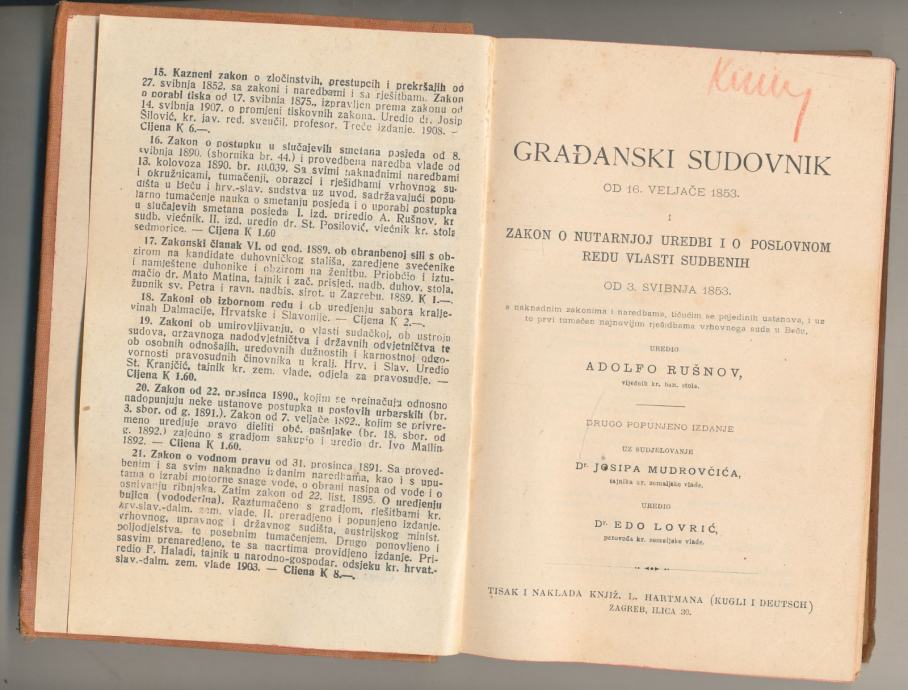 15. Kazneni zakon o zločinstvih, prestupcih i prekršajih od
27. svibnja 1852. sa zakoni i naredbami i sa rješitbami. Zakon
o porabi tiska od 17. svibnja 1875., izpravljen prema zakonu od
14. svibnja 1907. o promjeni tiskovnih zakona. Uredio dr. Josip
Šilović, kr. jav. red. sveučil. profesor. Treće izdanje. 1908. –
Cijena K 6.—.
16. Zakon o postupku u slučajevih smetana posjeda od 8.
svibnja 1890. (sbornika br. 44.) i provedbena naredba vlade od
13. kolovoza 1890. br. 10.039. Sa svimi naknadnimi naredbami
i okružnicami, tumačenji, obrazci i rješidbami vrhovnog su-
dišta u Beču i hrv.-slav. sudstva uz uvod, sadržavajući popu-
larno tumačenje nauka o smetanju posjeda i o uporabi postupka
u slučajevih smetana posjeda. I. izd. priredio A. Rušnov, kr
sudb. viećnik. II. izd. uredio dr. St. Posilović, viećnik kr. stola
sedmorice. — Cijena K 1.60
17. Zakonski članak VI. od god. 1889. ob obranbenoj sili s ob-
zirom na kandidate duhovničkog stališa, zaredjene svećenike
i namještene duhovnike i obzirom na ženitbu. Priobćio i iztu-
mačio dr. Mato Matina, tajnik i zač. prisjed. nadb. duhov. stola,
župnik sv. Petra i ravn. nadbis. sirot. u Zagrebu. 1889. K 1.—.
18. Zakoni ob izbornom redu i ob uredjenju sabora kralje-
vinah Dalmacije, Hrvatske i Slavonije. — Cijena K 2.—.
19. Zakoni ob umirovljivanju, o vlasti sudačkoj, ob ustroju
sudova, državnoga nadodvjetničtva i državnih odvjetničtva te
ob osobnih odnošajih, uredovnih dužnostih i karnostnoj odgo-
vornosti pravosudnih činovnika u kralj. Hrv. i Slav. Uredio
St. Kranjčić, tajnik kr. zem. vlade, odjela za pravosudje. —
Cijena K 1.60.
20. Zakon od 22. prosinca 1890., kojim se preinačuju odnosno
nadopunjuju neke ustanove postupka u poslovih urbarskih (br.
3. sbor. od g. 1891.). Zakon od 7. veljače 1892., kojim se privre-
meno uredjuje pravo dieliti obć. pašnjake (br. 18. sbor. od
g. 1892.) zajedno s gradjom sakupio i uredio dr. Ivo Mallin
1892. — Cijena K 1.60.
21. Zakon o vodnom pravu od 31. prosinca 1891. Sa proved-
benim i sa svim naknadno izdanim naredbama, kao i s upu-
tama o izrabi motorne snage vode, o obrani nasipa od vode i o
osnivanju ribnjaka. Zatim zakon od 22. list. 1895. O uredjenju
bujica (vododerina). Raztumačeno s gradjom, rješitbami kr.
hrv.-slav.-dalm. zem. vlade. II. preradjeno i popunjeno izdanje.
vrhovnog, upravnog i državnog sudišta, austrijskog minist.
poljodjelstva, te posebnim tumačenjem. Drugo ponovljeno i
sasvim prenaredjeno, te sa nacrtima providjeno izdanje. Pri-
redio F. Haladi, tajnik u narodno-gospodar. odsjeku kr. hrvat.-
slav.-dalm. zem. vlade 1903. — Cijena K 8.—.
GRAĐANSKI SUDOVNIK
OD 16. VELJAČE 1853.
I
ZAKON O NUTARNJOJ UREDBI I O POSLOVNOM
REDU VLASTI SUDBENIH
OD 3. SVIBNJA 1853.
s naknadnim zakonima i naredbama, tičućim se pojedinih ustanova, i uz
te prvi tumačen najnovijim rješidbama vrhovnoga suda u Beču,
UREDIO
ADOLFO RUŠNOV,
vijećnik kr. ban. stola.
DRUGO POPUNJENO IZDANJE
UZ SUDJELOVANJE
Dr. JOSIPA MUDROVČIĆA,
tajnika kr. zemaljske vlade.
UREDIO
Dr. EDO LOVRIĆ,
perovođa kr. zemaljske vlade.
TISAK I NAKLADA KNJIŽ. L. HARTMANA (KUGLI I DEUTSCH)
ZAGREB, ILICA 30.